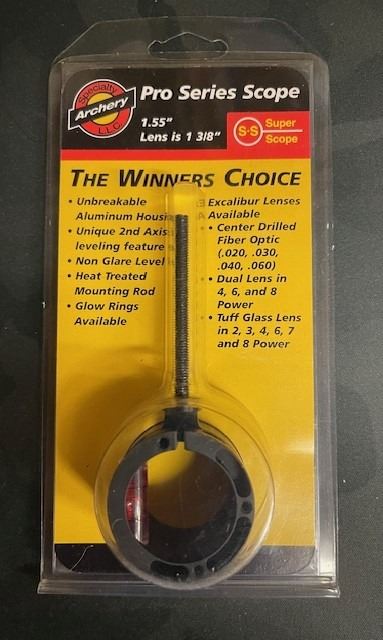 Specialty
Archery
L.L.C.
Pro Series Scope
1.55"
Lens is 1 3/8"
S·S
Super
Scope
THE WINNERS CHOICE
• Unbreakable
Aluminum Housing
• Unique 2nd Axis
leveling feature
• Non Glare Level
• Heat Treated
Mounting Rod
• Glow Rings
Available
Excalibur Lenses
Available
• Center Drilled
Fiber Optic
(.020, .030,
.040, .060)
• Dual Lens in
4, 6, and 8
Power
• Tuff Glass Lens
in 2, 3, 4, 6, 7
and 8 Power